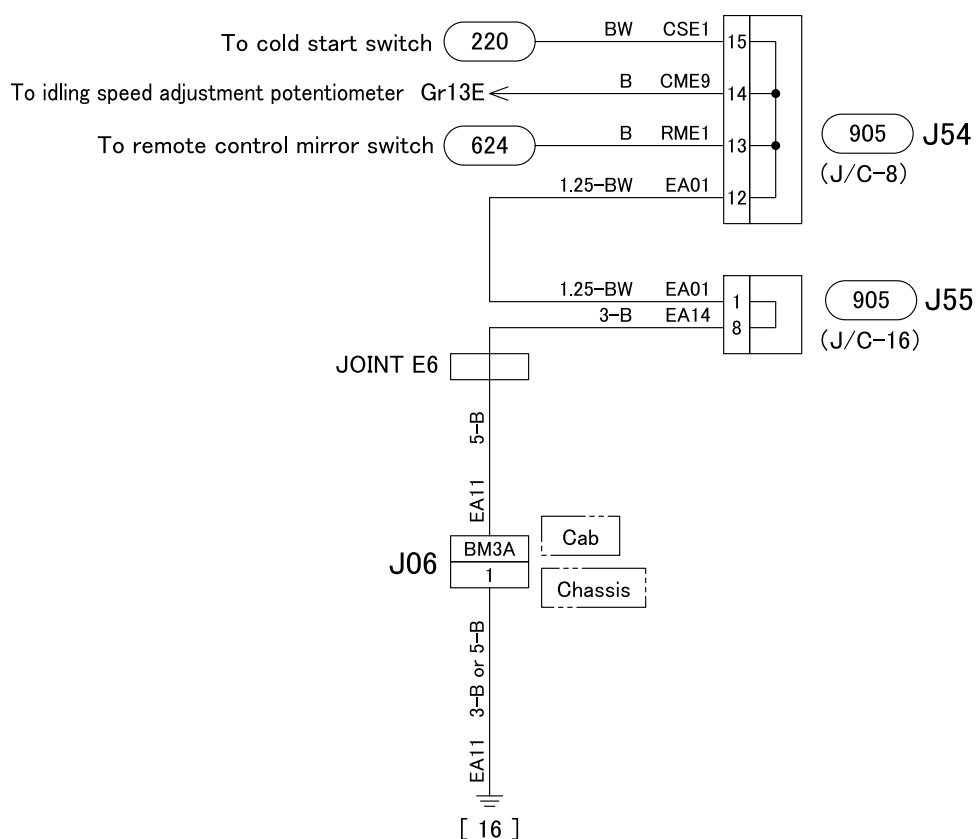 To cold start switch 220 BW CSE1 15
To idling speed adjustment potentiometer Gr13E B CME9 14
To remote control mirror switch 624 B RME1 13
905 J54
(J/C-8)
1.25-BW EA01 12
1.25-BW EA01 1
905 J55
3-B EA14 8
(J/C-16)
JOINT E6
5-B
EA11
J06 BM3A
1
Cab
Chassis
3-B or 5-B
EA11
[ 16 ]